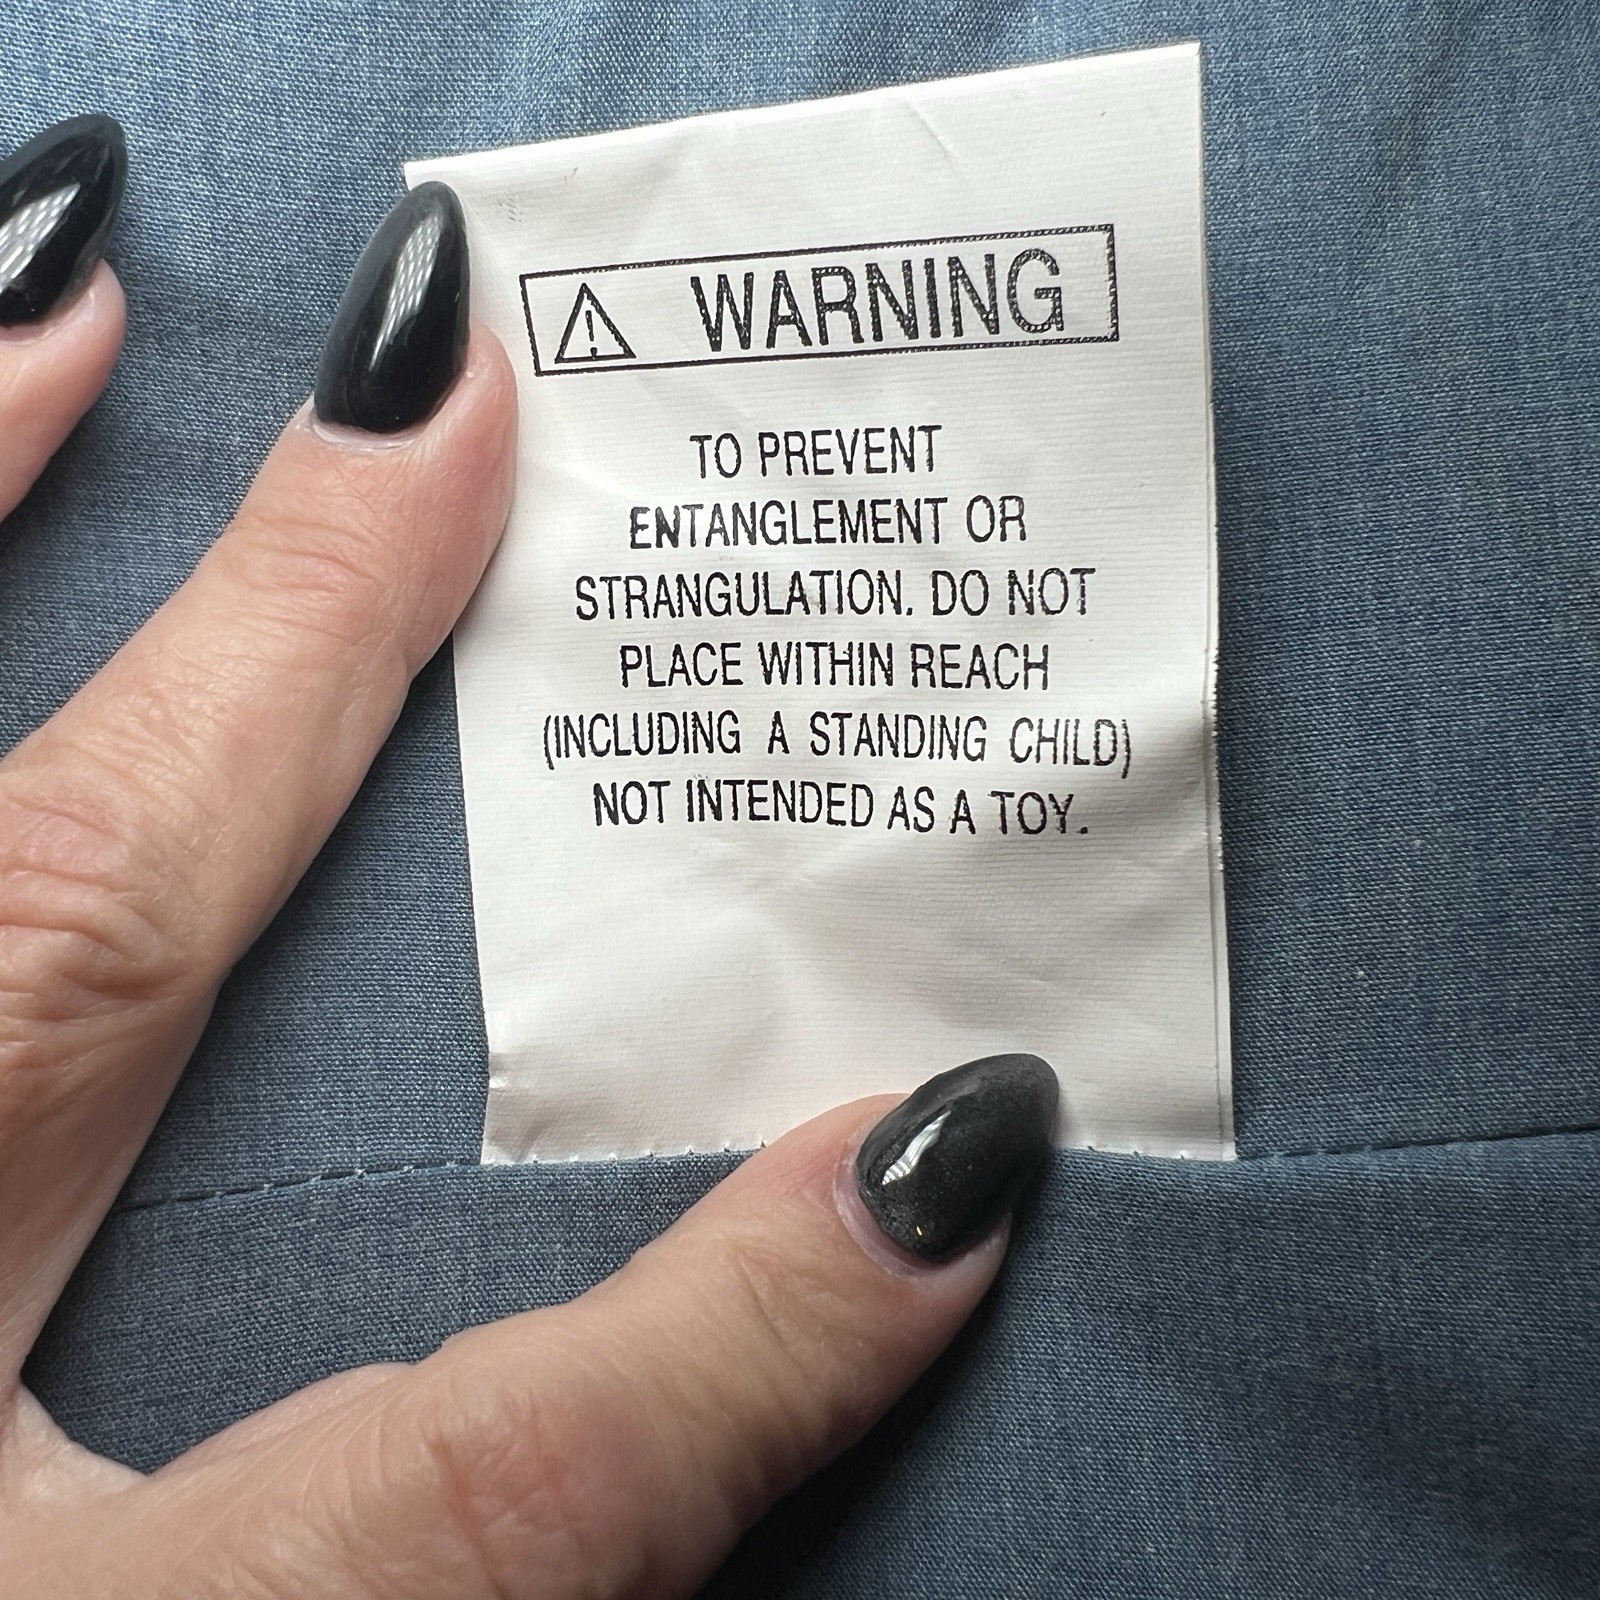 WARNING
TO PREVENT
ENTANGLEMENT OR
STRANGULATION. DO NOT
PLACE WITHIN REACH
(INCLUDING A STANDING CHILD)
NOT INTENDED AS A TOY.